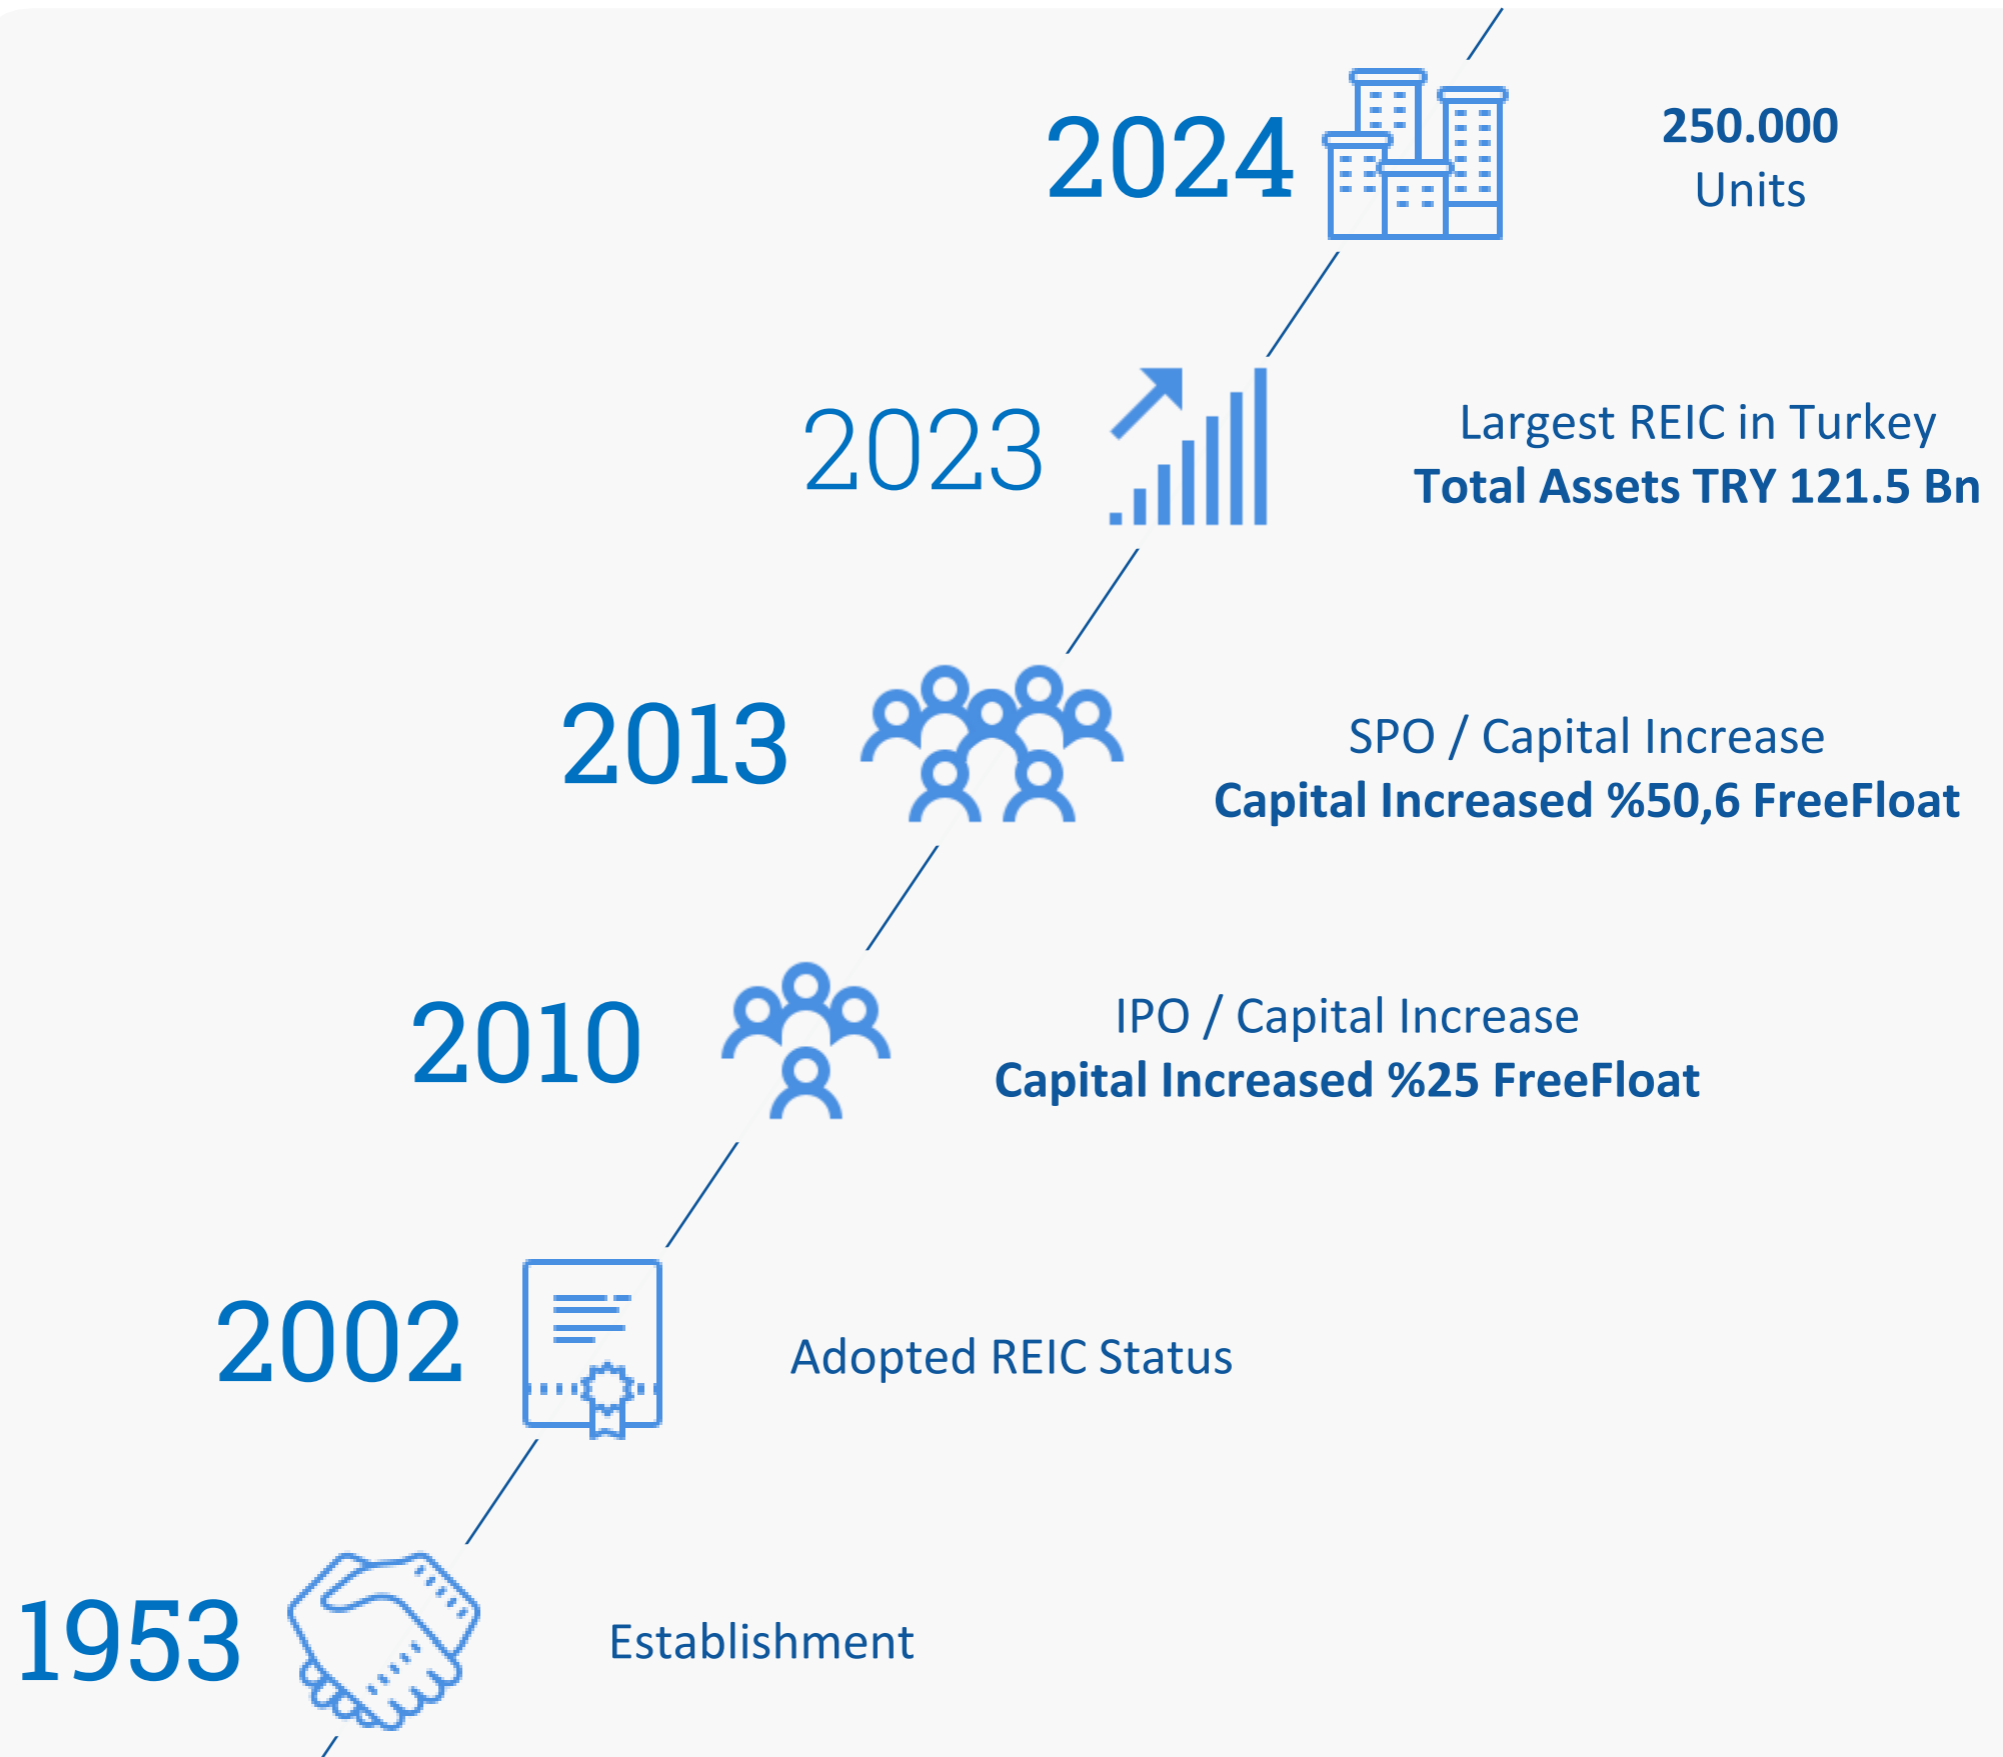 2024
250.000
Units
2023
Largest REIC in Turkey
Total Assets TRY 121.5 Bn
2013
SPO / Capital Increase
Capital Increased %50,6 FreeFloat
2010
IPO / Capital Increase
Capital Increased %25 FreeFloat
2002
Adopted REIC Status
1953
Establishment